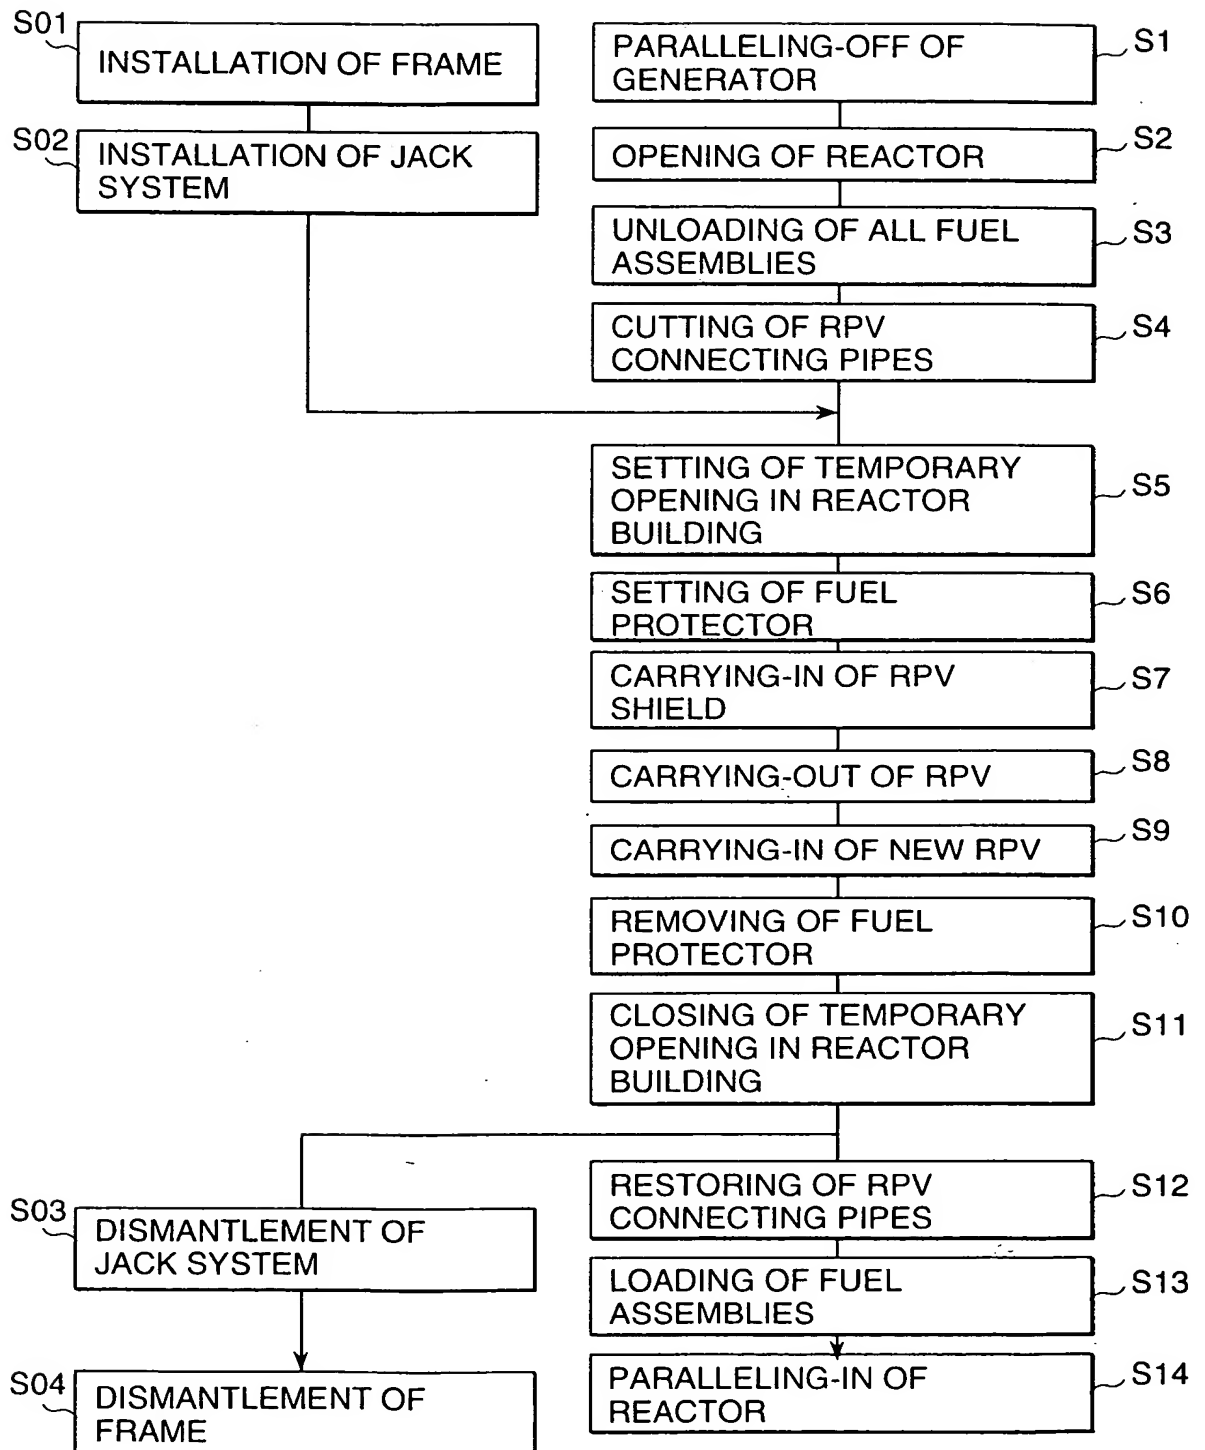 S01
INSTALLATION OF FRAME
S02
INSTALLATION OF JACK
SYSTEM
PARALLELING-OFF OF
GENERATOR
S1
OPENING OF REACTOR
S2
UNLOADING OF ALL FUEL
ASSEMBLIES
S3
CUTTING OF RPV
CONNECTING PIPES
S4
SETTING OF TEMPORARY
OPENING IN REACTOR
BUILDING
S5
SETTING OF FUEL
PROTECTOR
S6
CARRYING-IN OF RPV
SHIELD
S7
CARRYING-OUT OF RPV
S8
CARRYING-IN OF NEW RPV
S9
REMOVING OF FUEL
PROTECTOR
S10
CLOSING OF TEMPORARY
OPENING IN REACTOR
BUILDING
S11
RESTORING OF RPV
CONNECTING PIPES
S12
LOADING OF FUEL
ASSEMBLIES
S13
PARALLELING-IN OF
REACTOR
S14
S03
DISMANTLEMENT OF
JACK SYSTEM
S04
DISMANTLEMENT OF
FRAME